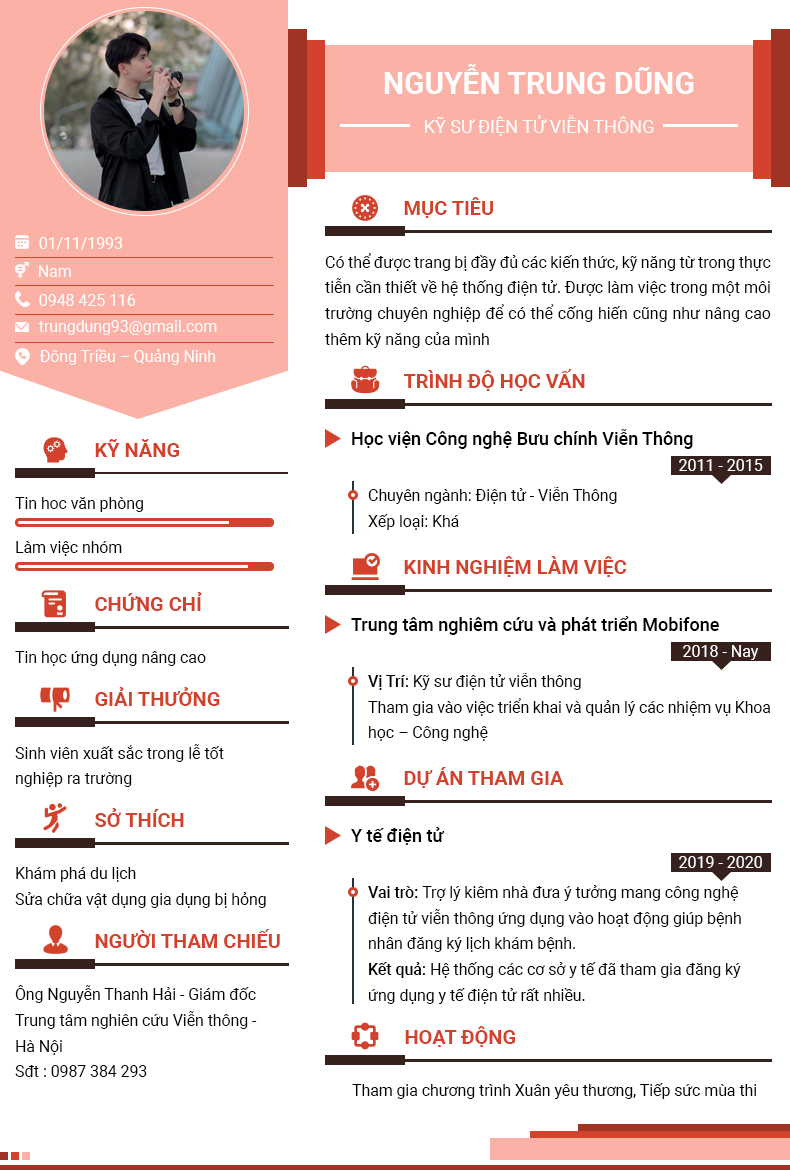 01/11/1993
Nam
0948 425 116
trungdung93@gmail.com
Đông Triều – Quảng Ninh
KỸ NĂNG
Tin hoc văn phòng
Làm việc nhóm
CHỨNG CHỈ
Tin học ứng dụng nâng cao
GIẢI THƯỞNG
Sinh viên xuất sắc trong lễ tốt
nghiệp ra trường
SỞ THÍCH
Khám phá du lịch
Sửa chữa vật dụng gia dụng bị hỏng
NGƯỜI THAM CHIẾU
Ông Nguyễn Thanh Hải - Giám đốc
Trung tâm nghiên cứu Viễn thông -
Hà Nội
Sđt : 0987 384 293
NGUYỄN TRUNG DŨNG
KỸ SƯ ĐIỆN TỬ VIỄN THÔNG
MỤC TIÊU
Có thể được trang bị đầy đủ các kiến thức, kỹ năng từ trong thực
tiễn cần thiết về hệ thống điện tử. Được làm việc trong một môi
trường chuyên nghiệp để có thể cống hiến cũng như nâng cao
thêm kỹ năng của mình
TRÌNH ĐỘ HỌC VẤN
Học viện Công nghệ Bưu chính Viễn Thông
2011 - 2015
Chuyên ngành: Điện tử - Viễn Thông
Xếp loại: Khá
KINH NGHIỆM LÀM VIỆC
Trung tâm nghiêm cứu và phát triển Mobifone
2018 - Nay
Vị Trí: Kỹ sư điện tử viễn thông
Tham gia vào việc triển khai và quản lý các nhiệm vụ Khoa
học – Công nghệ
DỰ ÁN THAM GIA
Y tế điện tử
2019 - 2020
Vai trò: Trợ lý kiêm nhà đưa ý tưởng mang công nghệ
điện tử viễn thông ứng dụng vào hoạt động giúp bệnh
nhân đăng ký lịch khám bệnh.
Kết quả: Hệ thống các cơ sở y tế đã tham gia đăng ký
ứng dụng y tế điện tử rất nhiều.
HOẠT ĐỘNG
Tham gia chương trình Xuân yêu thương, Tiếp sức mùa thi